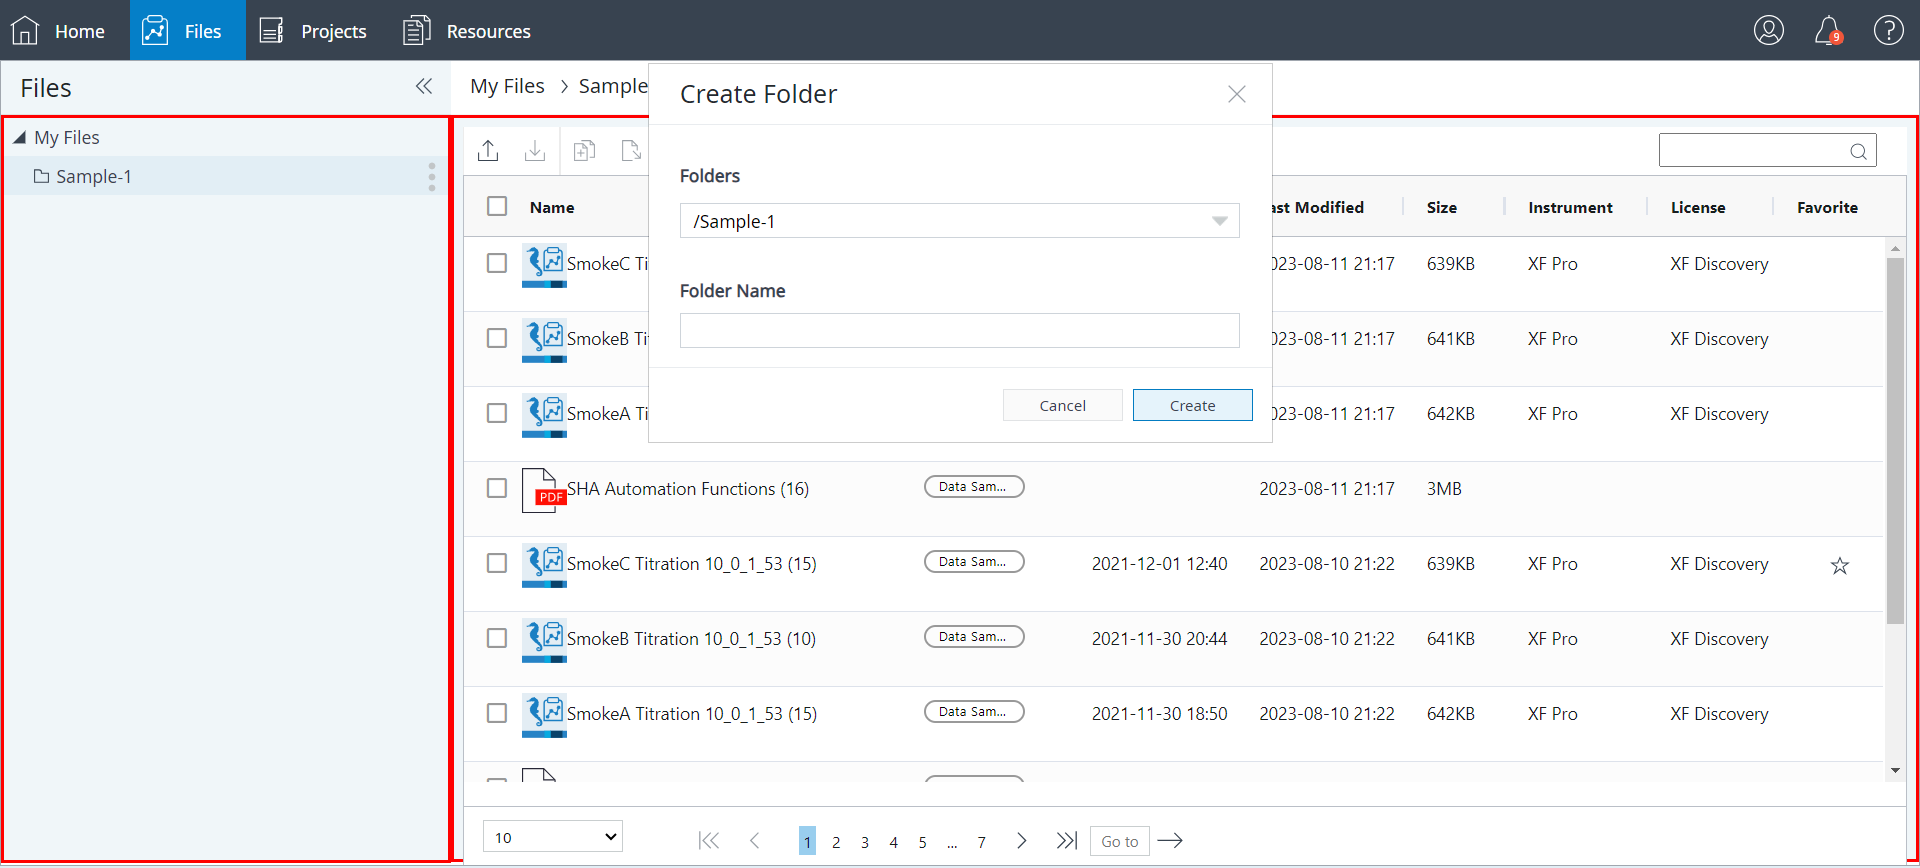 Home
Files
Projects
Resources
9
?
Files
My Files > Sample
Create Folder
My Files
Sample-1
Folders
/Sample-1
Folder Name
Cancel
Create
Name
ast Modified
Size
Instrument
License
Favorite
SmokeC Ti
023-08-11 21:17
639KB
XF Pro
XF Discovery
SmokeB Ti
023-08-11 21:17
641KB
XF Pro
XF Discovery
SmokeA Ti
023-08-11 21:17
642KB
XF Pro
XF Discovery
PDF
SHA Automation Functions (16)
Data Sam...
2023-08-11 21:17
3MB
SmokeC Titration 10_0_1_53 (15)
Data Sam...
2021-12-01 12:40
2023-08-10 21:22
639KB
XF Pro
XF Discovery
SmokeB Titration 10_0_1_53 (10)
Data Sam...
2021-11-30 20:44
2023-08-10 21:22
641KB
XF Pro
XF Discovery
SmokeA Titration 10_0_1_53 (15)
Data Sam...
2021-11-30 18:50
2023-08-10 21:22
642KB
XF Pro
XF Discovery
10
1 2 3 4 5 ... 7
Go to